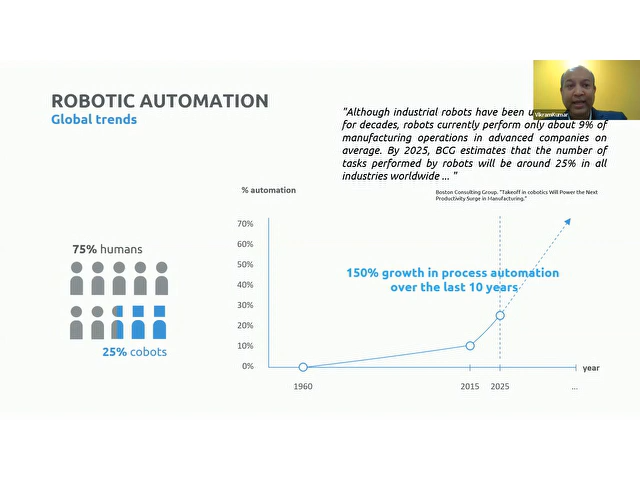 ROBOTIC AUTOMATION
Global trends
VikramKumar
"Although industrial robots have been u
for decades, robots currently perform only about 9% of
manufacturing operations in advanced companies on
average. By 2025, BCG estimates that the number of
tasks performed by robots will be around 25% in all
industries worldwide ... "
Boston Consulting Group. "Takeoff in cobotics Will Power the Next
Productivity Surge in Manufacturing."
% automation
70%
60%
50%
40%
30%
20%
10%
0%
150% growth in process automation
over the last 10 years
year
1960
2015
2025
...
75% humans
25% cobots